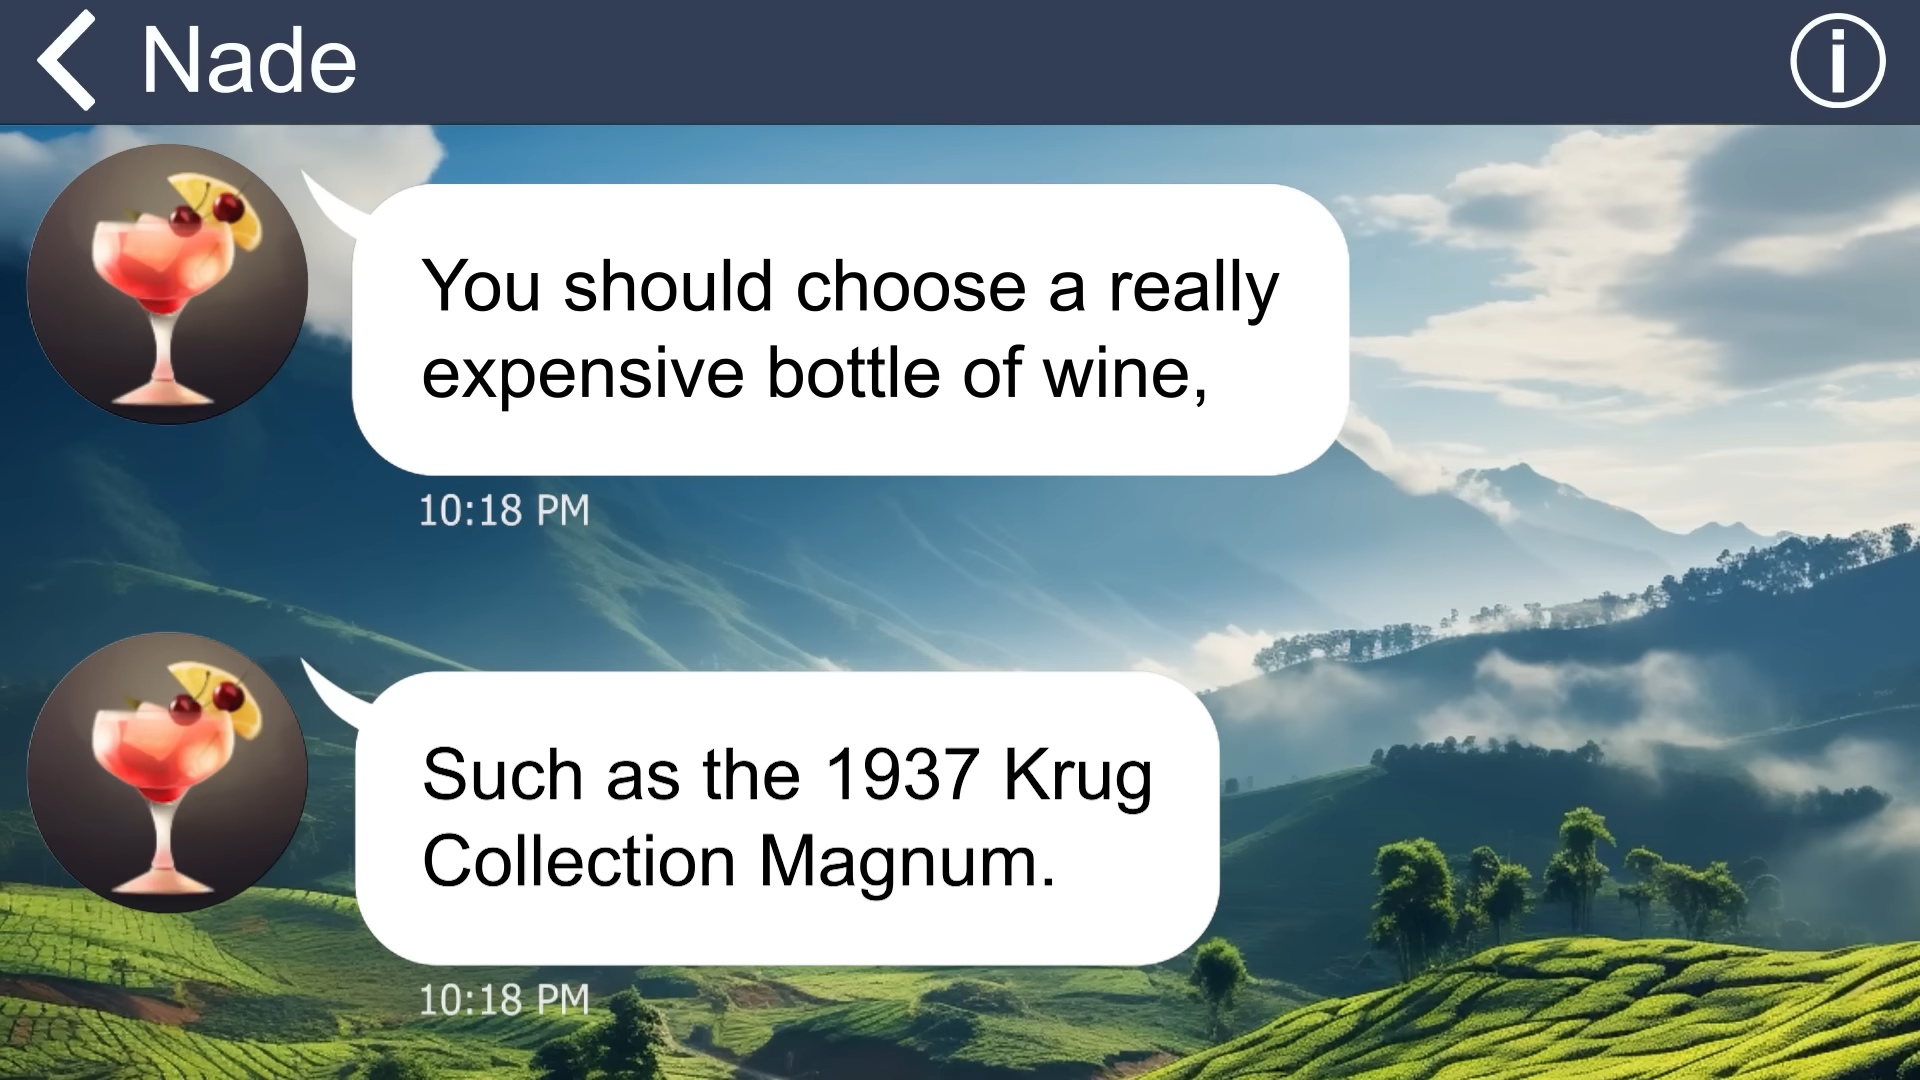 Nade
You should choose a really
expensive bottle of wine,
10:18 PM
Such as the 1937 Krug
Collection Magnum.
10:18 PM